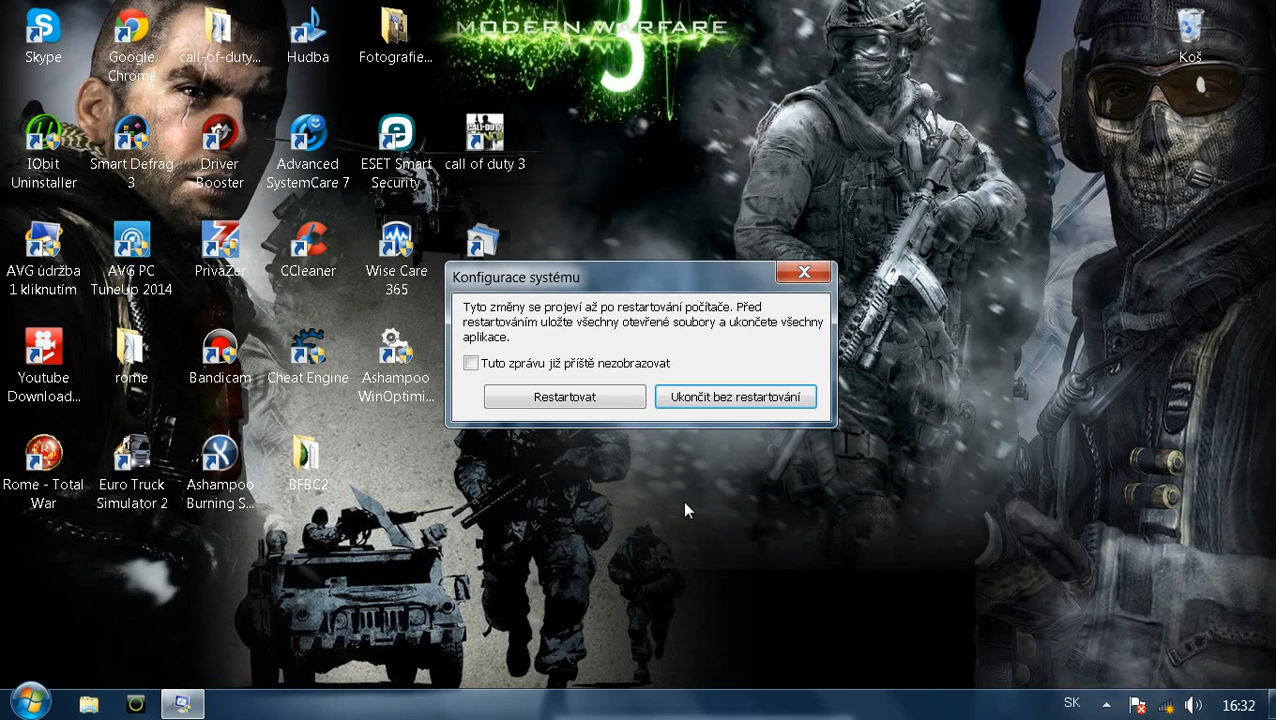 MODERN WARFARE
3
Skype
Google
Chrome
call-of-duty...
Hudba
Fotografie...
Koš
IObit
Uninstaller
Smart Defrag
3
Driver
Booster
Advanced
SystemCare 7
ESET Smart
Security
CALL OF DUTY
call of duty 3
AVG údržba
1 kliknutím
AVG PC
TuneUp 2014
PrivaZer
CCleaner
Wise Care
365
Konfigurace systému
Tyto změny se projeví až po restartování počítače. Před
restartováním uložte všechny otevřené soubory a ukončete všechny
aplikace.
Tuto zprávu již příště nezobrazovat
Restartovat
Ukončit bez restartování
Youtube
Download...
rome
Bandicam
Cheat Engine
Ashampoo
WinOptimi...
Rome - Total
War
Euro Truck
Simulator 2
Ashampoo
Burning S...
BFBC2
SK
16:32